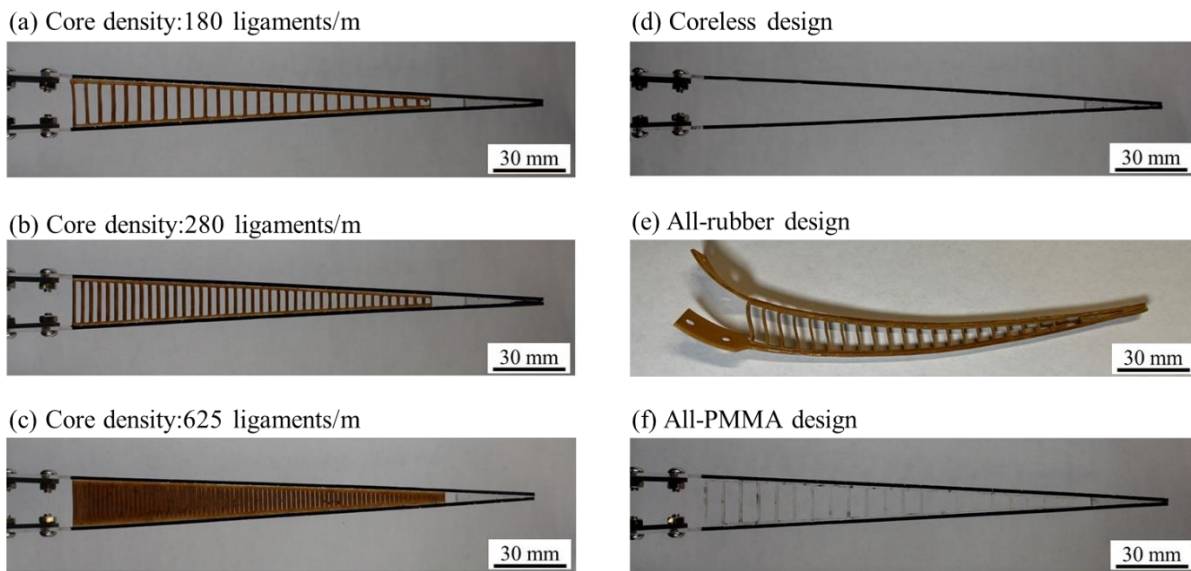 (a) Core density:180 ligaments/m
30 mm
(b) Core density:280 ligaments/m
30 mm
(c) Core density:625 ligaments/m
30 mm
(d) Coreless design
30 mm
(e) All-rubber design
30 mm
(f) All-PMMA design
30 mm